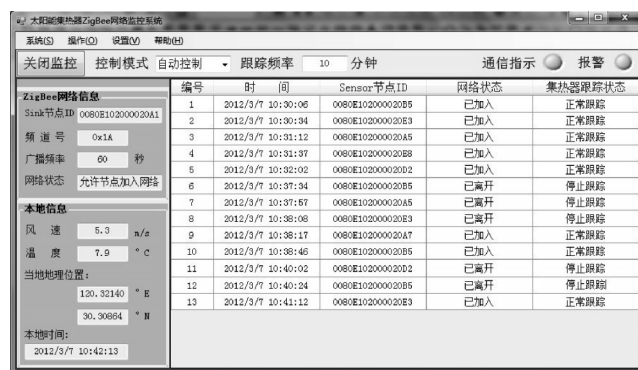 太阳能集热器ZigBee网络监控系统
系统(S) 操作(O) 设置(V) 帮助(H)
关闭监控 控制模式 自动控制 跟踪频率 10 分钟 通信指示 报警
ZigBee网络信息
Sink节点ID 0080E102000020A1
频道号 0x1A
广播频率 60 秒
网络状态 允许节点加入网络
本地信息
风速 5.3 m/s
温度 7.9 °C
当地地理位置:
120.32140 °E
30.30864 °N
本地时间:
2012/3/7 10:42:13
编号 时间 Sensor节点ID 网络状态 集热器跟踪状态
1 2012/3/7 10:30:06 0080E102000020B5 已加入 正常跟踪
2 2012/3/7 10:30:34 0080E102000020E3 已加入 正常跟踪
3 2012/3/7 10:31:12 0080E102000020A5 已加入 正常跟踪
4 2012/3/7 10:31:37 0080E102000020E8 已加入 正常跟踪
5 2012/3/7 10:32:02 0080E102000020D2 已加入 正常跟踪
6 2012/3/7 10:37:34 0080E102000020B5 已离开 停止跟踪
7 2012/3/7 10:37:57 0080E102000020A5 已离开 停止跟踪
8 2012/3/7 10:38:08 0080E102000020E3 已离开 停止跟踪
9 2012/3/7 10:38:17 0080E102000020A7 已加入 正常跟踪
10 2012/3/7 10:38:46 0080E102000020B5 已加入 正常跟踪
11 2012/3/7 10:40:02 0080E102000020D2 已离开 停止跟踪
12 2012/3/7 10:40:24 0080E102000020B5 已离开 停止跟踪
13 2012/3/7 10:41:12 0080E102000020E3 已加入 正常跟踪